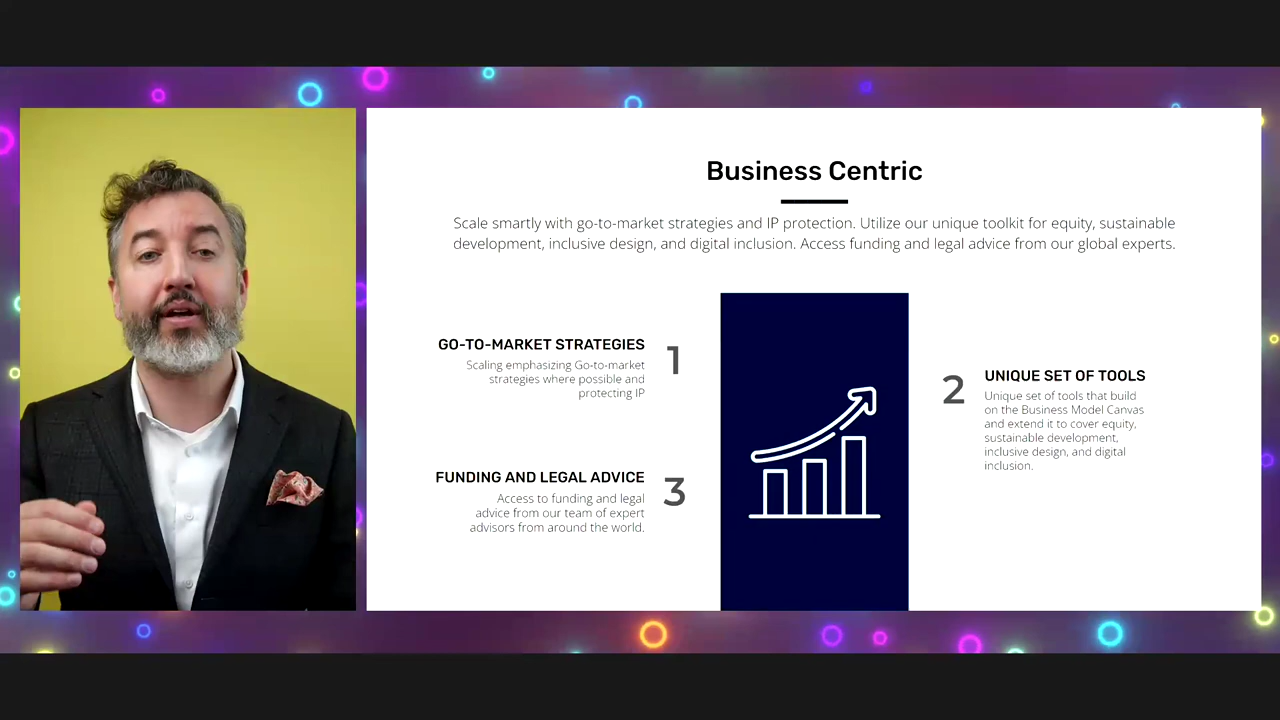 Business Centric
Scale smartly with go-to-market strategies and IP protection. Utilize our unique toolkit for equity, sustainable
development, inclusive design, and digital inclusion. Access funding and legal advice from our global experts.
GO-TO-MARKET STRATEGIES
Scaling emphasizing Go-to-market
strategies where possible and
protecting IP
1
2
UNIQUE SET OF TOOLS
Unique set of tools that build
on the Business Model Canvas
and extend it to cover equity,
sustainable development,
inclusive design, and digital
inclusion.
FUNDING AND LEGAL ADVICE
Access to funding and legal
advice from our team of expert
advisors from around the world.
3